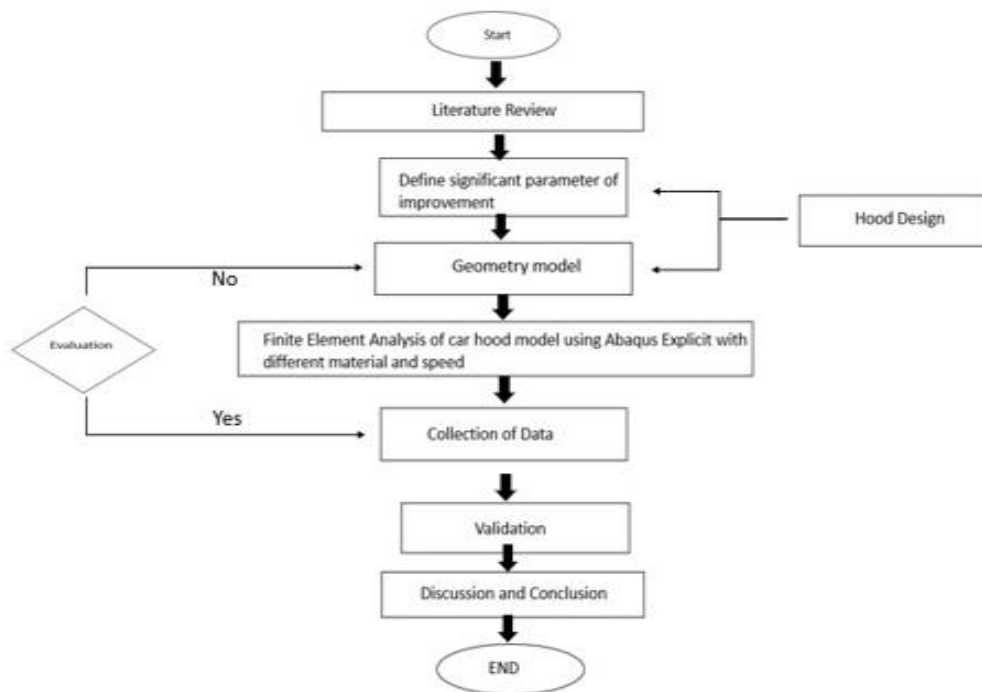 Start
Literature Review
Define significant parameter of
improvement
Hood Design
Geometry model
No
Evaluation
Finite Element Analysis of car hood model using Abaqus Explicit with
different material and speed
Yes
Collection of Data
Validation
Discussion and Conclusion
END